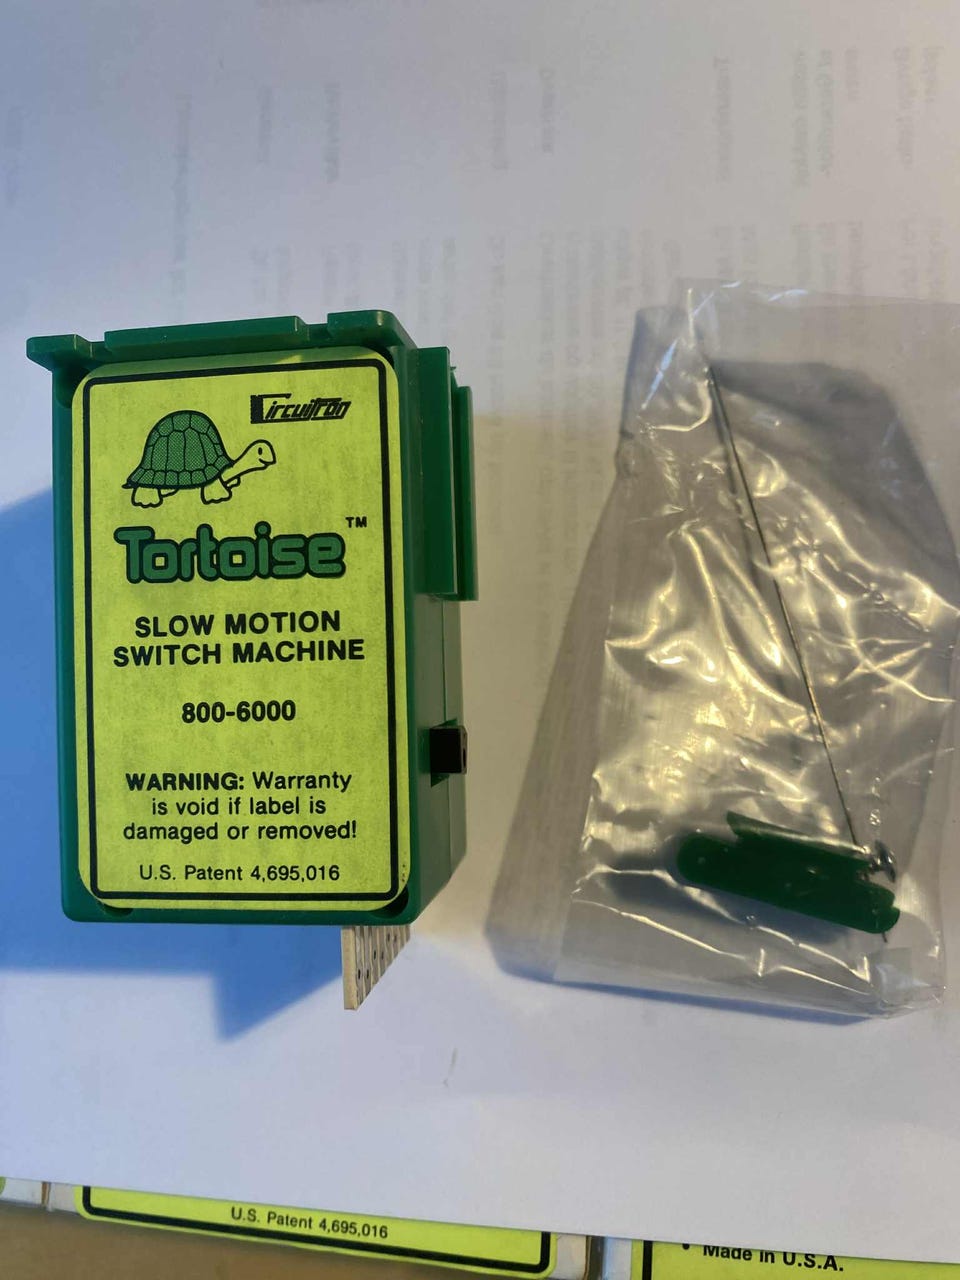 Circuitron
Tortoise™
SLOW MOTION
SWITCH MACHINE
800-6000
WARNING: Warranty
is void if label is
damaged or removed!
U.S. Patent 4,695,016
U.S. Patent 4,695,016
• Made in U.S.A.